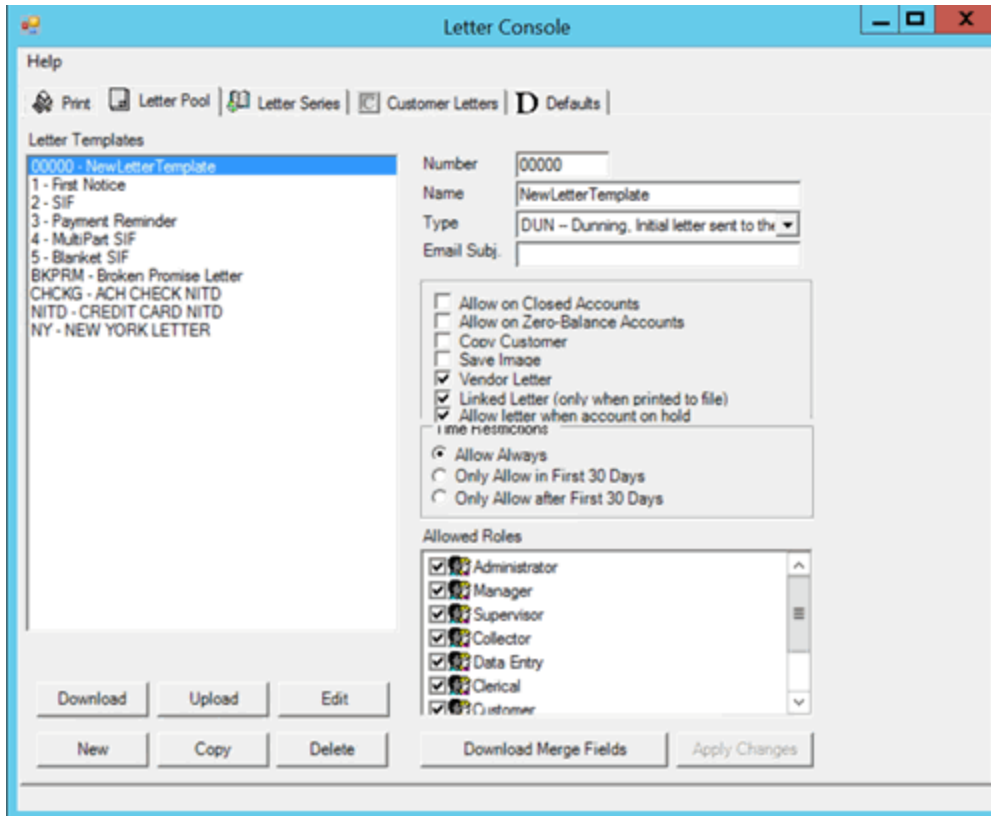 Letter Console
Help
Print Letter Pool Letter Series C Customer Letters D Defaults
Letter Templates
00000 - NewLetterTemplate
1 - First Notice
2 - SIF
3 - Payment Reminder
4 - MultiPart SIF
5 - Blanket SIF
BKPRM - Broken Promise Letter
CHCKG - ACH CHECK NITD
NITD - CREDIT CARD NITD
NY - NEW YORK LETTER
Download Upload Edit
New Copy Delete
Number 00000
Name NewLetterTemplate
Type DUN – Dunning, Initial letter sent to the
Email Subj.
Allow on Closed Accounts
Allow on Zero-Balance Accounts
Copy Customer
Save Image
Vendor Letter
Linked Letter (only when printed to file)
Allow letter when account on hold
Time Restrictions
Allow Always
Only Allow in First 30 Days
Only Allow after First 30 Days
Allowed Roles
Administrator
Manager
Supervisor
Collector
Data Entry
Clerical
Customer
Download Merge Fields Apply Changes